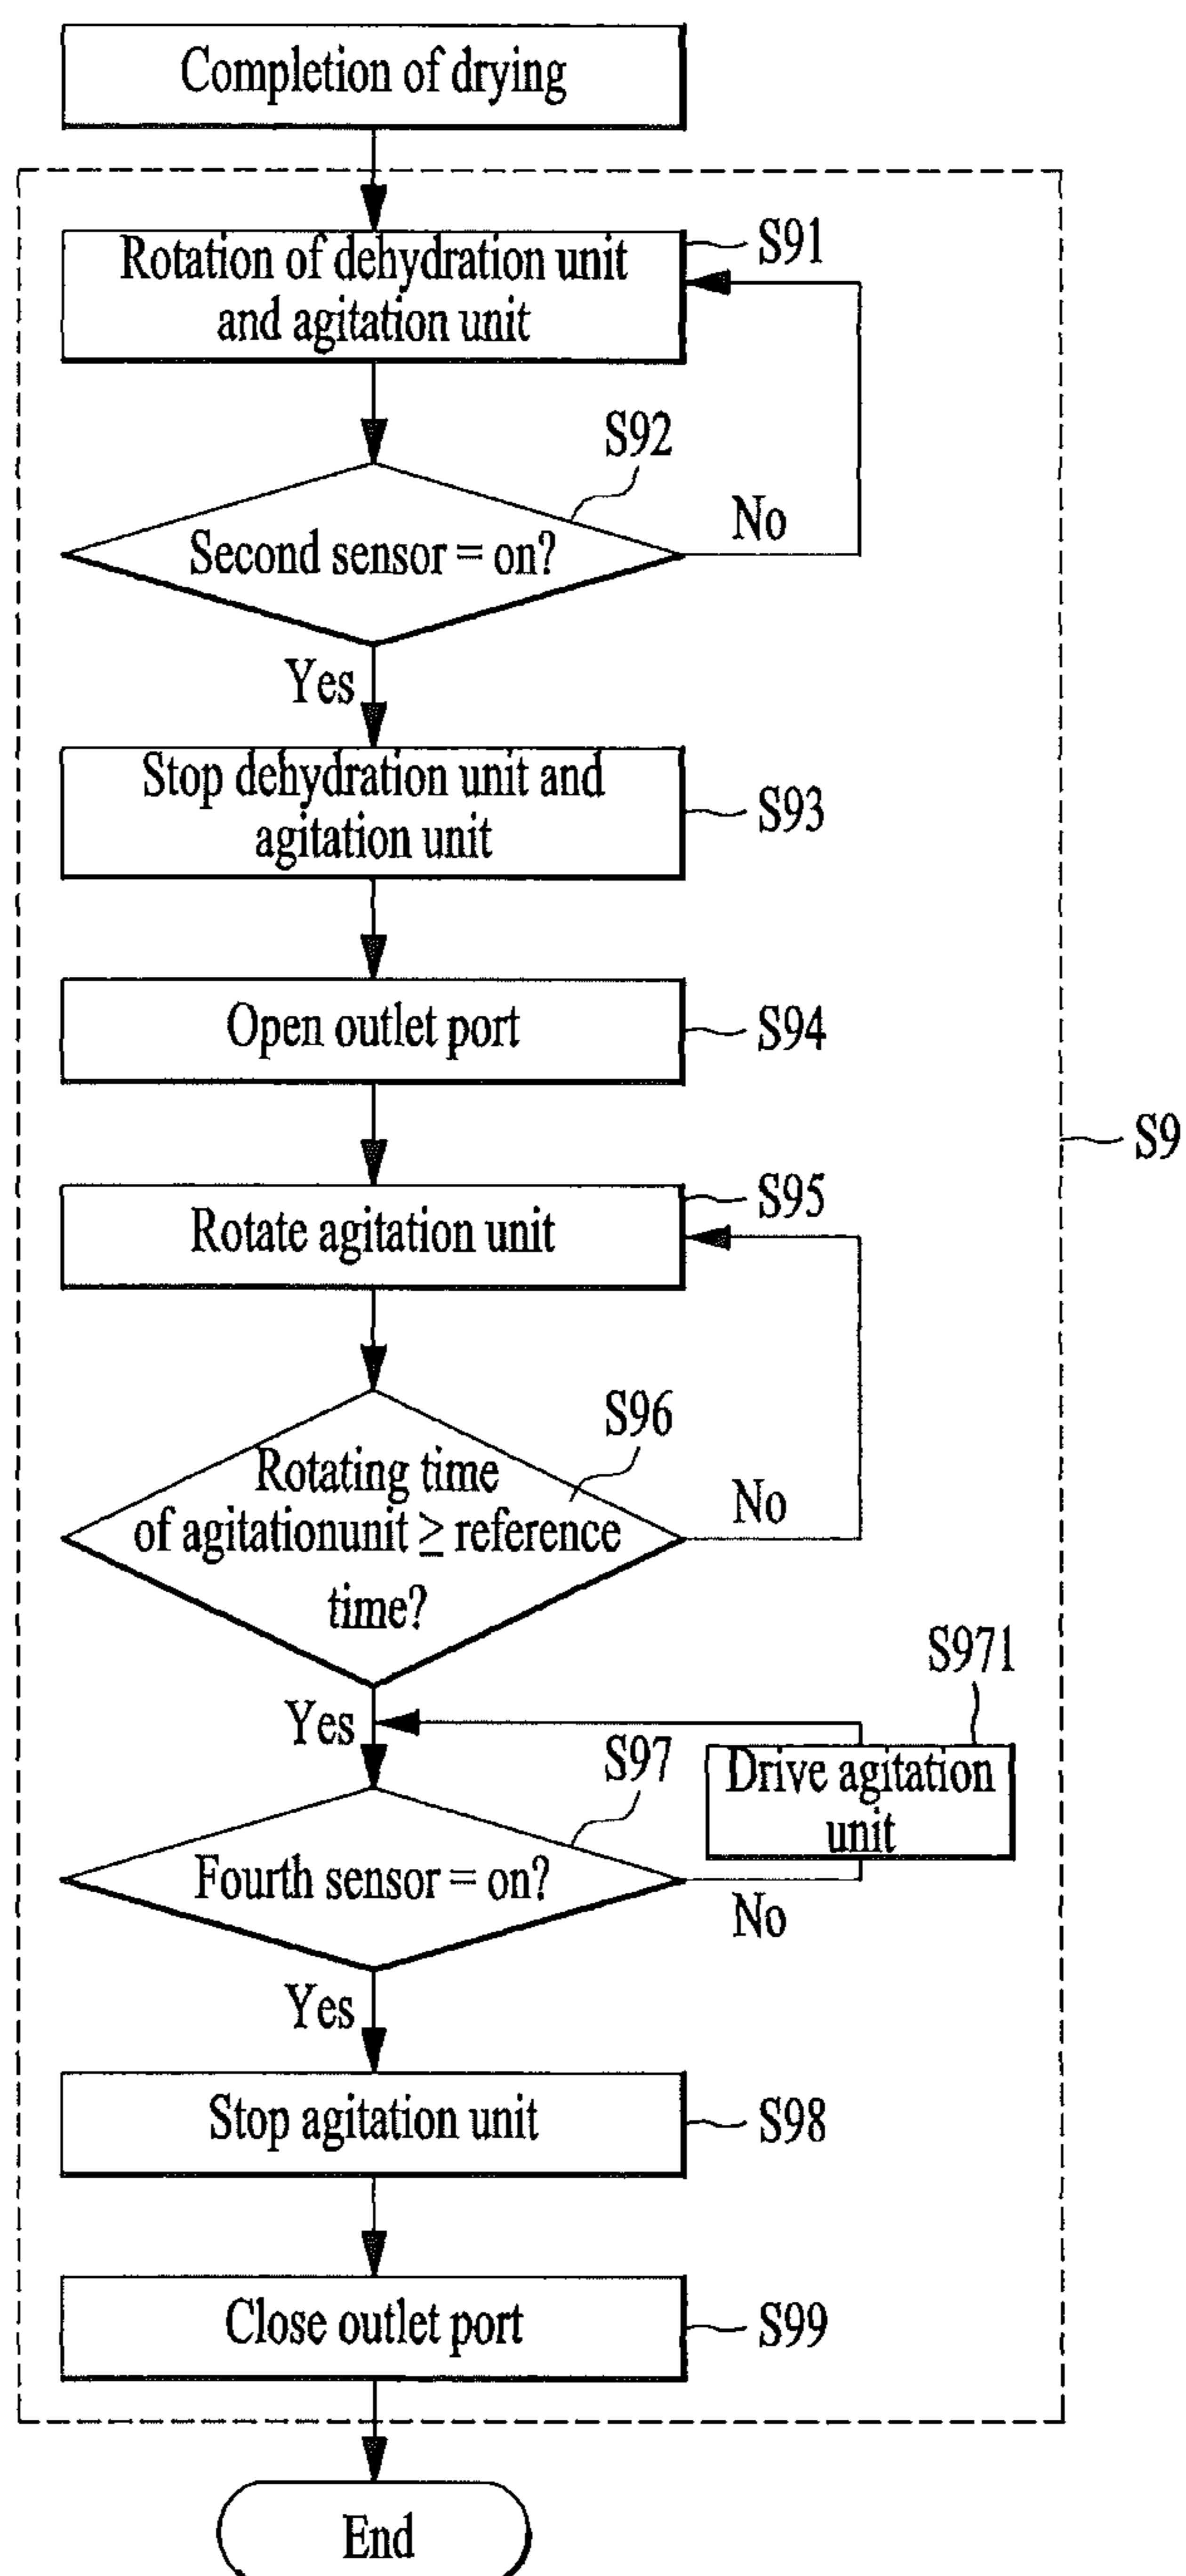 Completion of drying
Rotation of dehydration unit
and agitation unit
S91
S92
Second sensor = on?
No
Yes
Stop dehydration unit and
agitation unit
S93
Open outlet port
S94
S9
Rotate agitation unit
S95
S96
Rotating time
of agitationunit ≥ reference
time?
No
Yes
S971
Drive agitation
unit
S97
Fourth sensor = on?
No
Yes
Stop agitation unit
S98
Close outlet port
S99
End